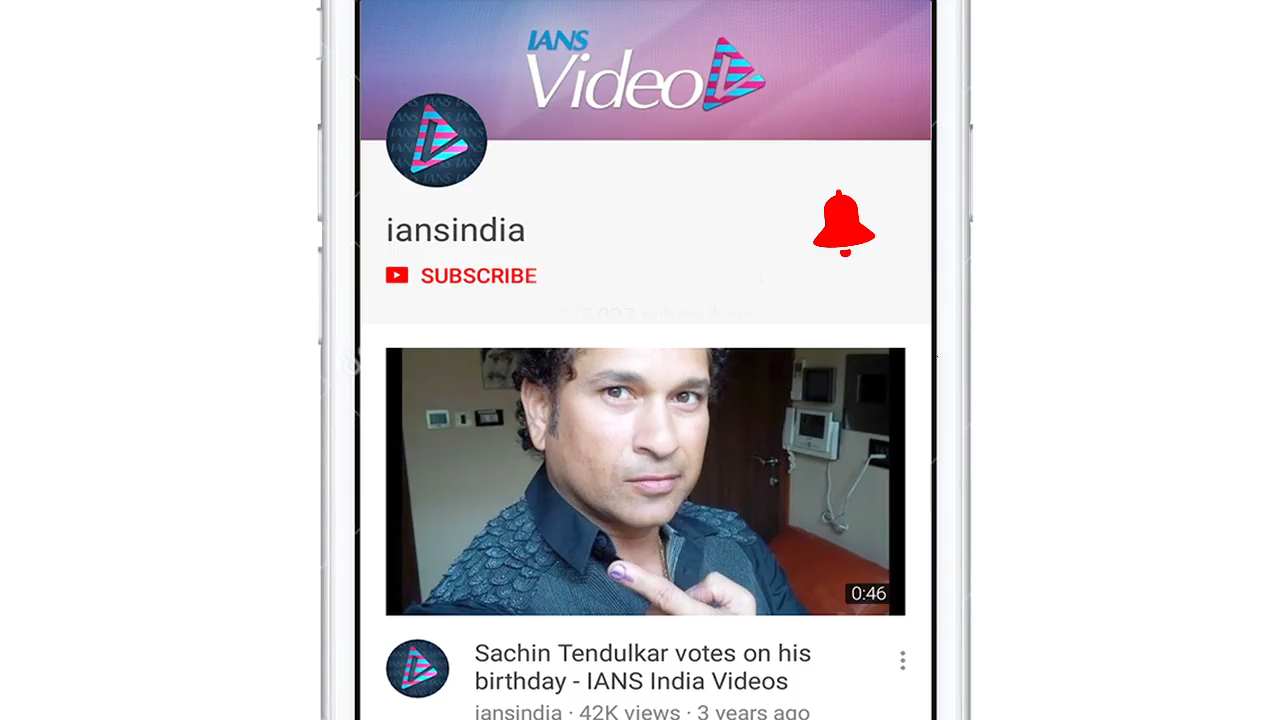 IANS
Video
iansindia
SUBSCRIBE
0:46
Sachin Tendulkar votes on his
birthday - IANS India Videos
iansindia · 42K views · 3 years ago